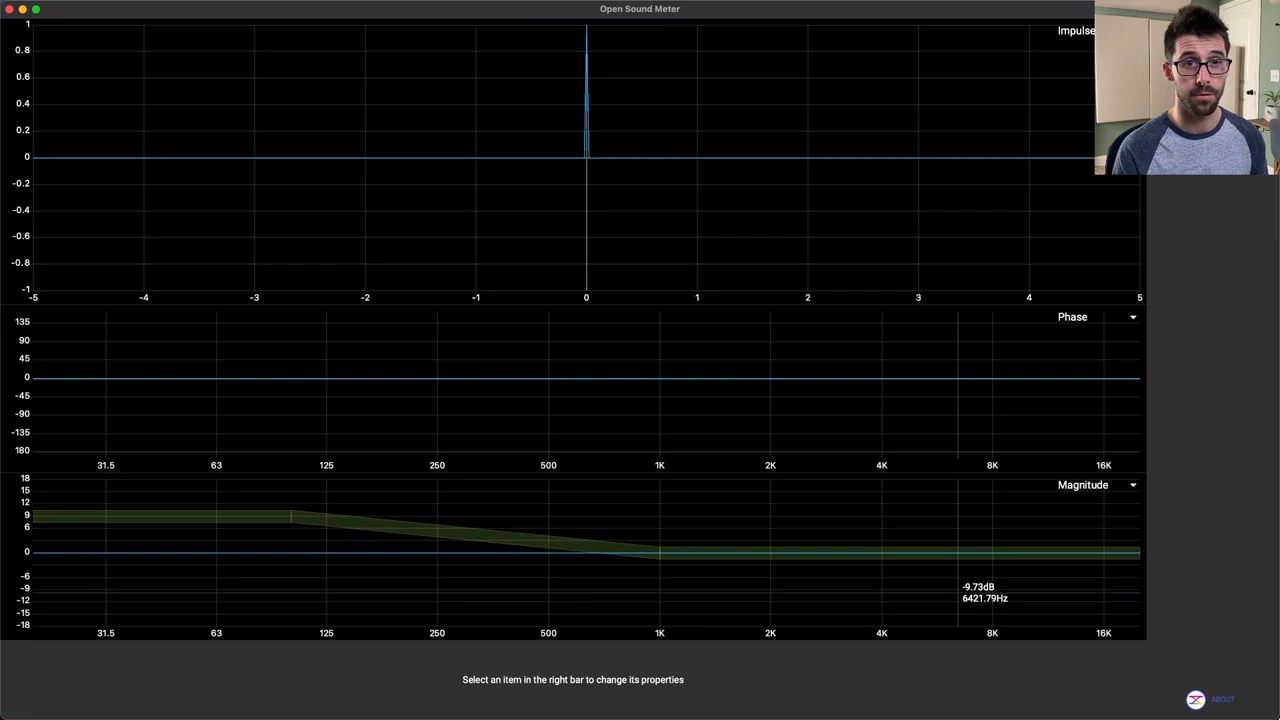 Open Sound Meter
Impulse
1
0.8
0.6
0.4
0.2
0
-0.2
-0.4
-0.6
-0.8
-1
-5 -4 -3 -2 -1 0 1 2 3 4 5
Phase
135
90
45
0
-45
-90
-135
180
31.5 63 125 250 500 1K 2K 4K 8K 16K
Magnitude
18
15
12
9
6
0
-6
-9
-12
-15
-18
-9.73dB
6421.79Hz
31.5 63 125 250 500 1K 2K 4K 8K 16K
Select an item in the right bar to change its properties
ABOUT